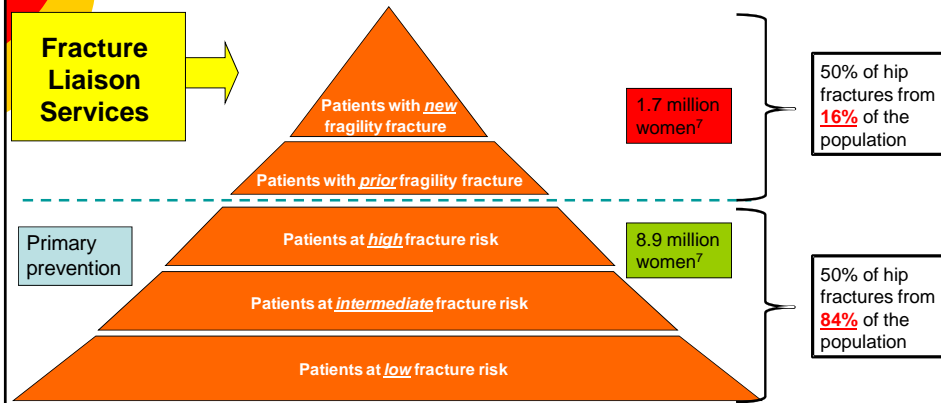 Fracture
Liaison
Services
Patients with new
fragility fracture
1.7 million
women⁷
50% of hip
fractures from
16% of the
population
Patients with prior fragility fracture
Primary
prevention
Patients at high fracture risk
8.9 million
women⁷
Patients at intermediate fracture risk
50% of hip
fractures from
84% of the
population
Patients at low fracture risk